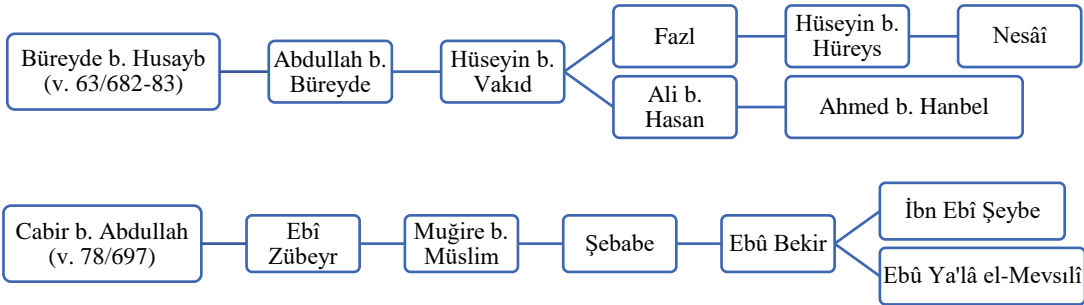 Büreyde b. Husayb
(v. 63/682-83)
Abdullah b.
Büreyde
Hüseyin b.
Vakıd
Fazl
Hüseyin b.
Hüreys
Nesâî
Ali b.
Hasan
Ahmed b. Hanbel
Cabir b. Abdullah
(v. 78/697)
Ebî
Zübeyr
Muğire b.
Müslim
Şebabe
Ebû Bekir
İbn Ebî Şeybe
Ebû Ya'lâ el-Mevsılî